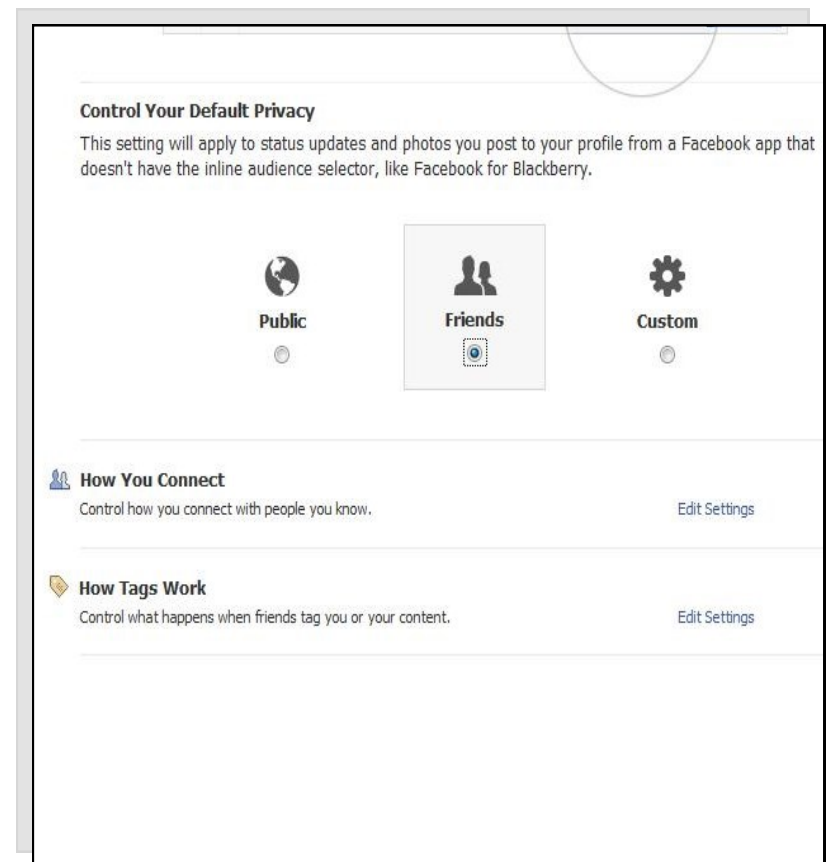 Control Your Default Privacy
This setting will apply to status updates and photos you post to your profile from a Facebook app that
doesn't have the inline audience selector, like Facebook for Blackberry.
Public
Friends
Custom
How You Connect
Control how you connect with people you know.
Edit Settings
How Tags Work
Control what happens when friends tag you or your content.
Edit Settings